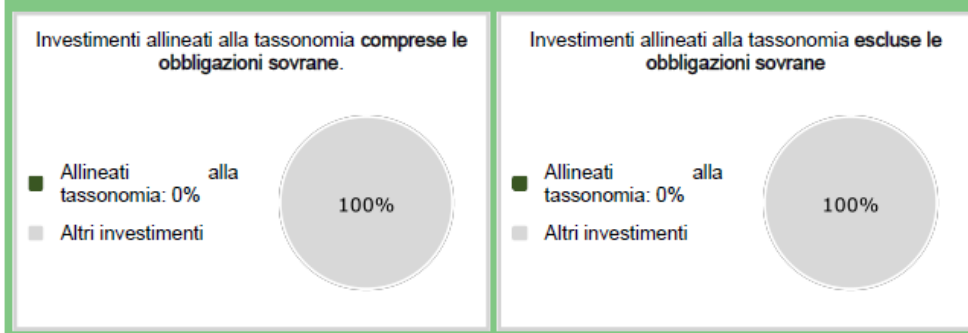 Investimenti allineati alla tassonomia comprese le
obbligazioni sovrane.
Allineati alla
tassonomia: 0%
Altri investimenti
100%
Investimenti allineati alla tassonomia escluse le
obbligazioni sovrane
Allineati alla
tassonomia: 0%
Altri investimenti
100%